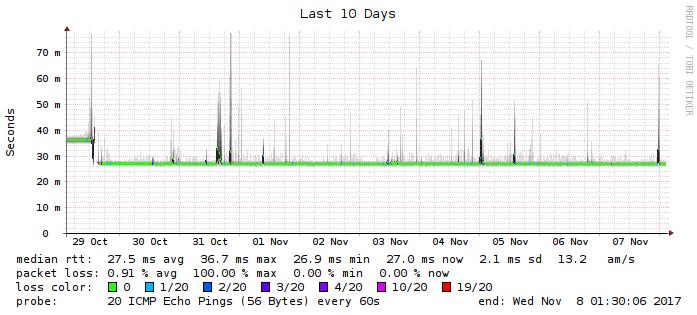 Last 10 Days
RRDTOOL / TOBI OETIKER
Seconds
70 m
60 m
50 m
40 m
30 m
20 m
10 m
0
29 Oct 30 Oct 31 Oct 01 Nov 02 Nov 03 Nov 04 Nov 05 Nov 06 Nov 07 Nov
median rtt: 27.5 ms avg 36.7 ms max 26.9 ms min 27.0 ms now 2.1 ms sd 13.2 am/s
packet loss: 0.91 % avg 100.00 % max 0.00 % min 0.00 % now
loss color: 0 1/20 2/20 3/20 4/20 10/20 19/20
probe: 20 ICMP Echo Pings (56 Bytes) every 60s end: Wed Nov 8 01:30:06 2017